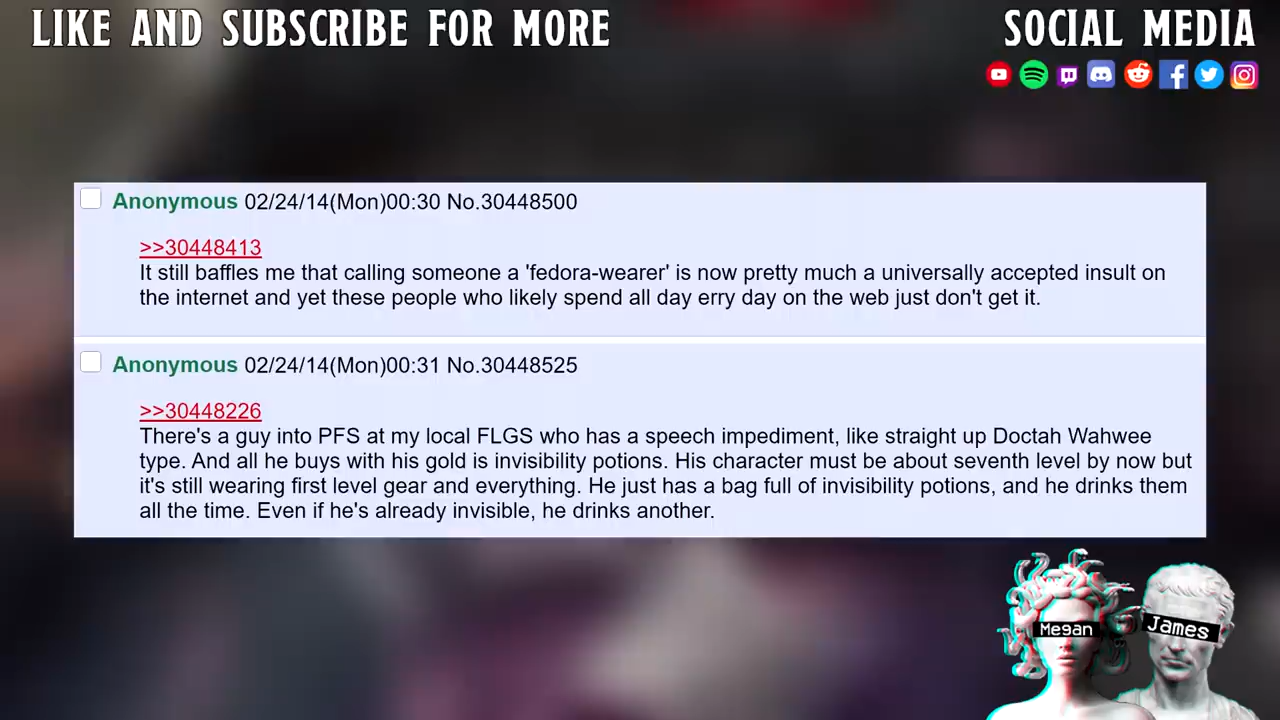 LIKE AND SUBSCRIBE FOR MORE
SOCIAL MEDIA
Anonymous 02/24/14(Mon)00:30 No.30448500
>>30448413
It still baffles me that calling someone a 'fedora-wearer' is now pretty much a universally accepted insult on
the internet and yet these people who likely spend all day erry day on the web just don't get it.
Anonymous 02/24/14(Mon)00:31 No.30448525
>>30448226
There's a guy into PFS at my local FLGS who has a speech impediment, like straight up Doctah Wahwee
type. And all he buys with his gold is invisibility potions. His character must be about seventh level by now but
it's still wearing first level gear and everything. He just has a bag full of invisibility potions, and he drinks them
all the time. Even if he's already invisible, he drinks another.
Megan
James